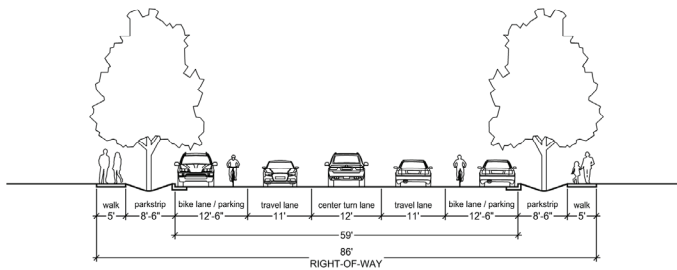 walk parkstrip bike lane / parking travel lane center turn lane travel lane bike lane / parking parkstrip walk
5' 8'-6" 12'-6" 11' 12' 11' 12'-6" 8'-6" 5'
59'
86'
RIGHT-OF-WAY